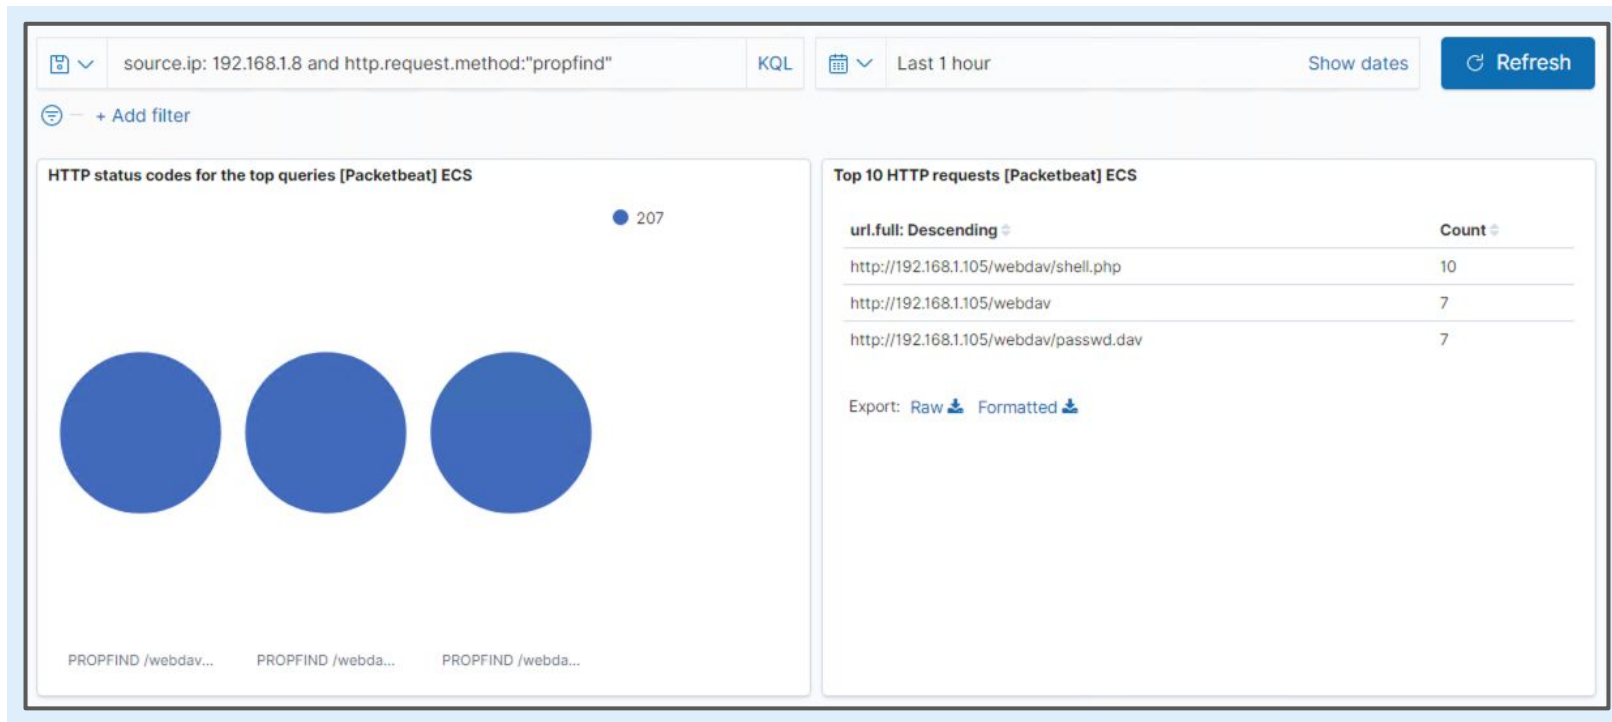 source.ip: 192.168.1.8 and http.request.method:"propfind"
KQL
Last 1 hour
Show dates
Refresh
+ Add filter
HTTP status codes for the top queries [Packetbeat] ECS
207
PROPFIND /webdav...
PROPFIND /webda...
PROPFIND /webda...
Top 10 HTTP requests [Packetbeat] ECS
url.full: Descending Count
http://192.168.1.105/webdav/shell.php 10
http://192.168.1.105/webdav 7
http://192.168.1.105/webdav/passwd.dav 7
Export: Raw Formatted